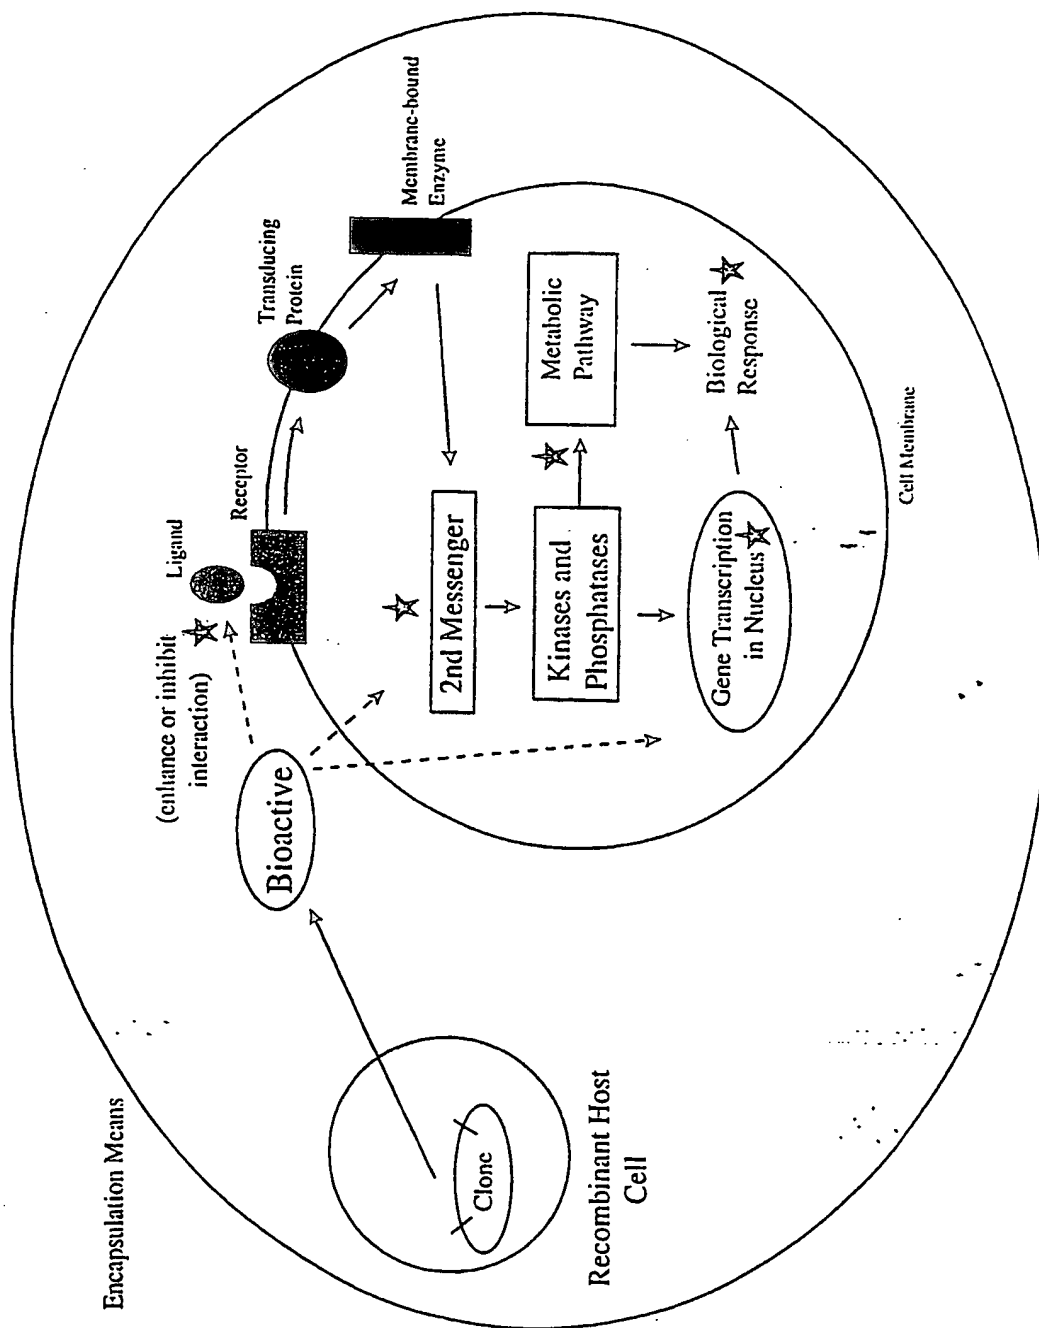 Encapsulation Means
(enhance or inhibit
interaction)
Ligand
Receptor
Transducing
Protein
Membrane-bound
Enzyme
Bioactive
2nd Messenger
Kinases and
Phosphatases
Metabolic
Pathway
Clone
Gene Transcription
in Nucleus
Biological
Response
Recombinant Host
Cell
Cell Membrane